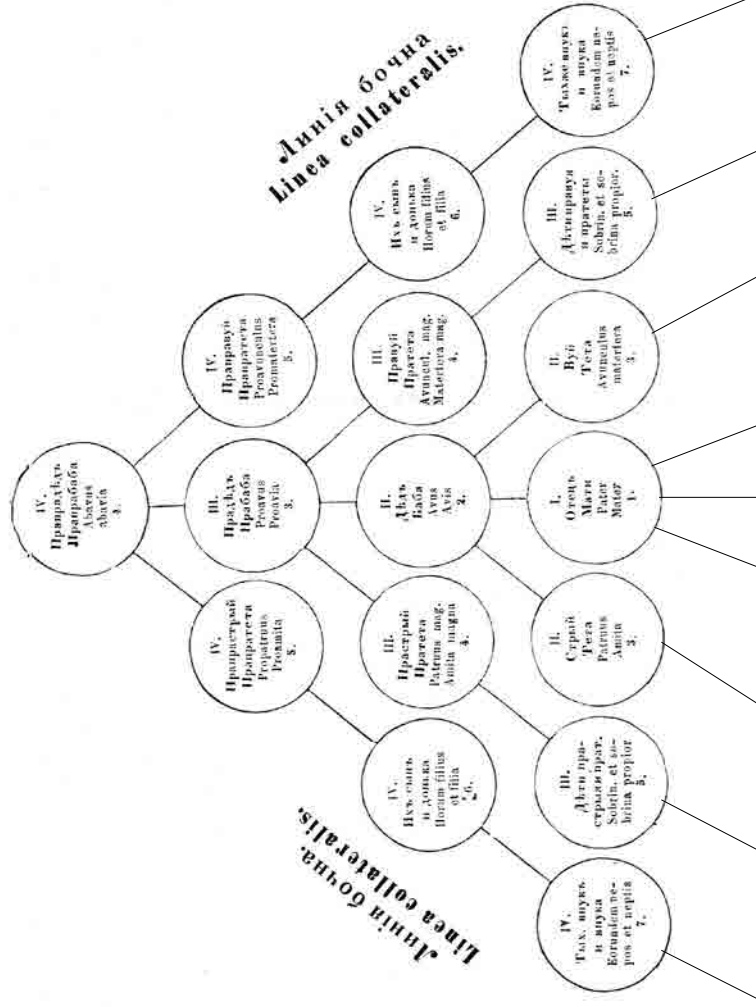 IV.
Прапрадѣдъ
Прапрабаба
Abavus
abavia
4.
Линія бочна
Linea collateralis.
IV.
Прапрастрый
Прапратета
Propatruus
Proamita
5.
III.
Прадѣдъ
Прабаба
Proavus
Proavia
3.
IV.
Праправуй
Прапратета
Proavunculus
Promatertera
5.
Линія бочна.
Linea collateralis.
IV.
Ихъ сынъ
и донька
Horum filius
et filia
6.
III.
Прастрый
Пратета
Patruus mag.
Amita magna
4.
II.
Дѣдъ
Баба
Avus
Avis
2.
III.
Правуй
Пратета
Avuncul. mag.
Matertera mag.
4.
IV.
Ихъ сынъ
и донька
Horum filius
et filia
6.
IV.
Тых. внукъ
и внука
Eorundem ne-
pos et neptis
7.
III.
Дѣти пра-
стрыя и прат.
Sobrin. et so-
brina propior.
5.
II.
Стрый
Тета
Patruus
Amita
3.
I.
Отець
Мати
Pater
Mater
1.
II.
Вуй
Тета
Avunculus
matertera
3.
III.
Дѣти правуя
и пратеты
Sobrin. et so-
brina propior.
5.
IV.
Тыхже внукъ
и внука
Eorundem ne-
pos et neptis
7.